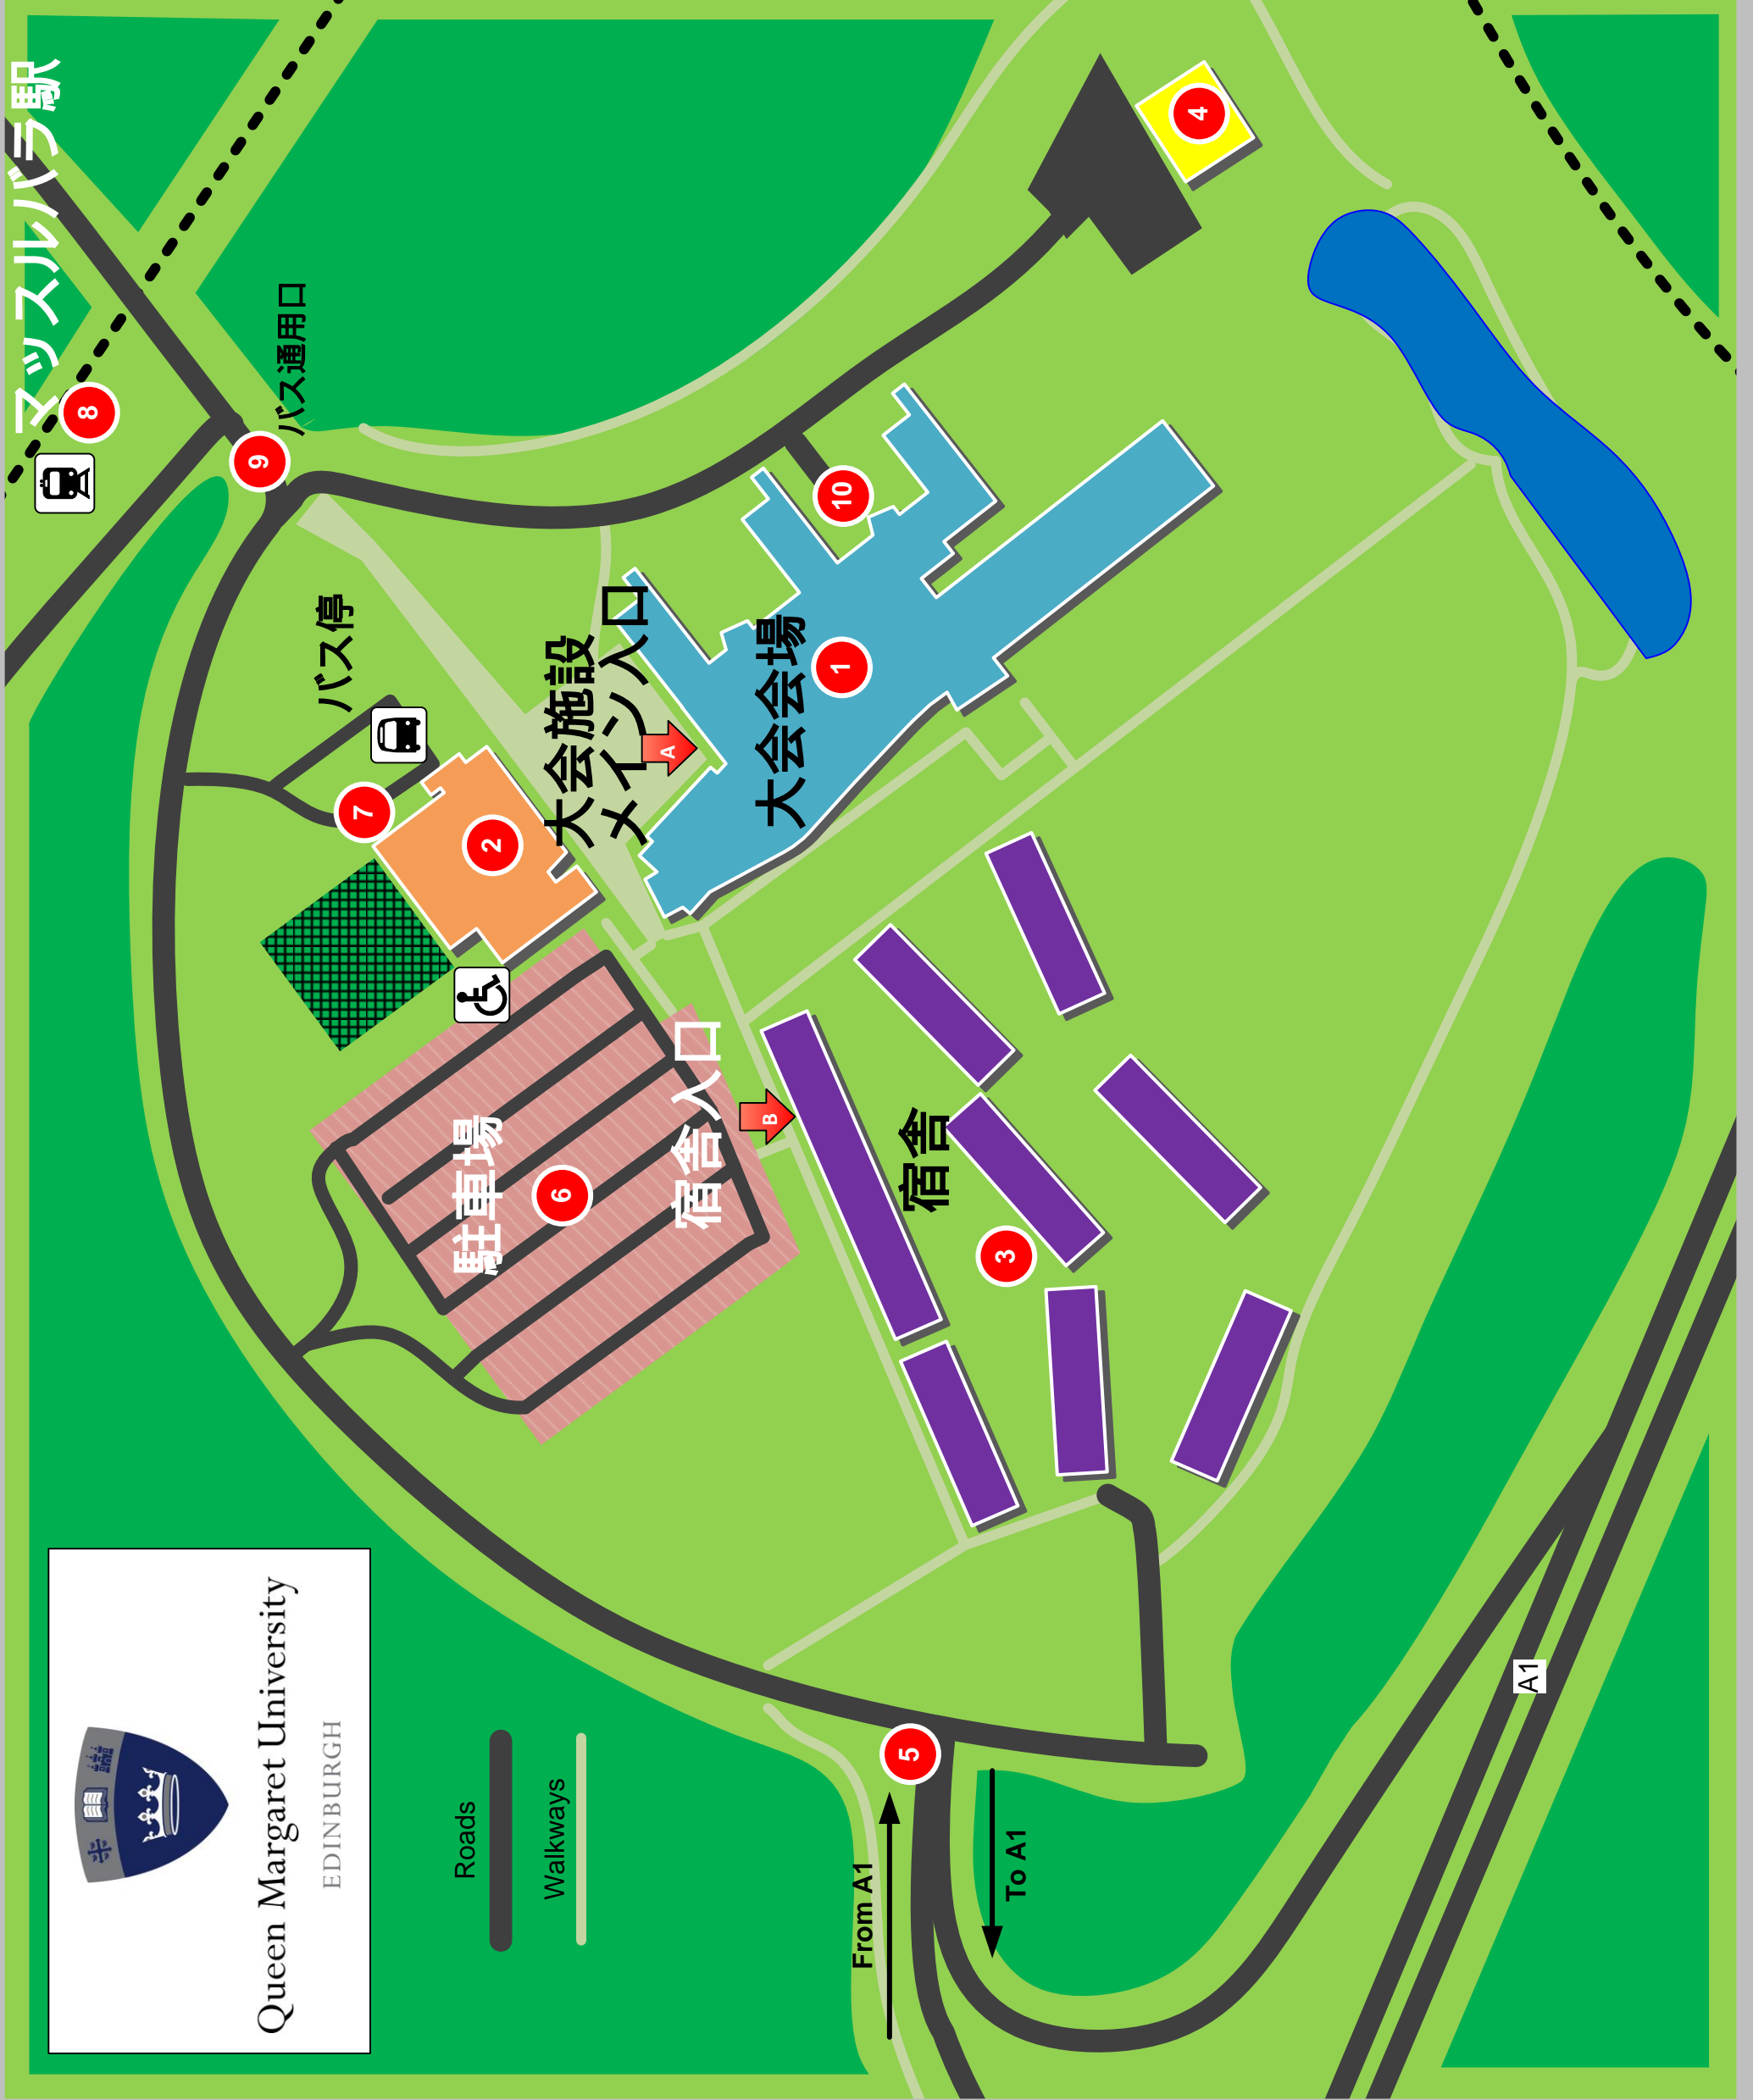 Queen Margaret University
EDINBURGH
Roads
Walkways
マッスルバラ駅
8
9
バス通用口
バス停
7
2
大会施設
メイン入口
A
大会会場
1
10
4
駐車場
6
宿舎入口
B
宿舎
3
5
From A1
To A1
A1